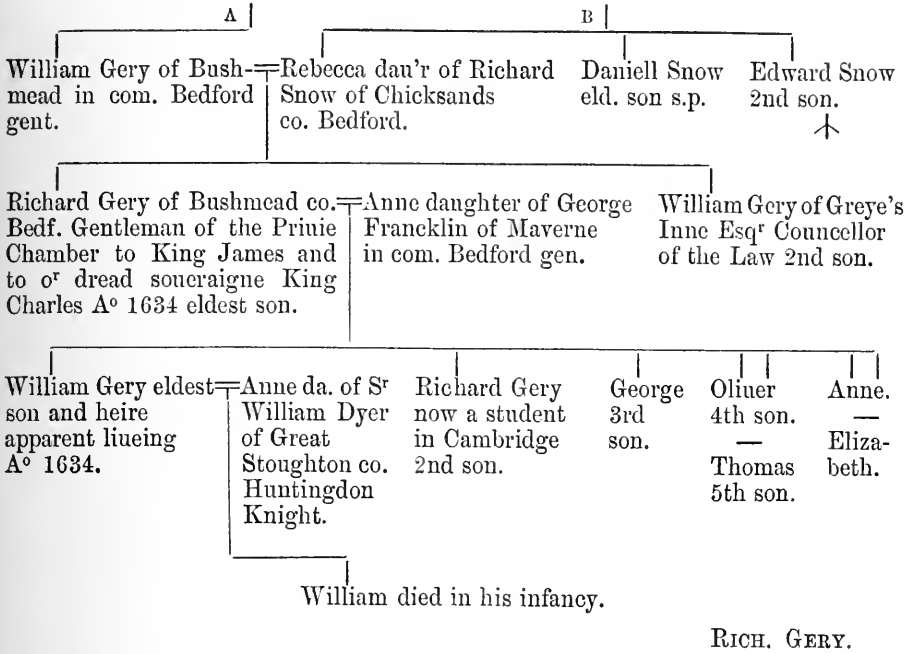 A
B
William Gery of Bush-
mead in com. Bedford
gent.
Rebecca dau'r of Richard
Snow of Chicksands
co. Bedford.
Daniell Snow
eld. son s.p.
Edward Snow
2nd son.
Richard Gery of Bushmead co.
Bedf. Gentleman of the Priuie
Chamber to King James and
to oʳ dread soueraigne King
Charles Aº 1634 eldest son.
Anne daughter of George
Francklin of Maverne
in com. Bedford gen.
William Gery of Greye's
Inne Esqʳ Councellor
of the Law 2nd son.
William Gery eldest
son and heire
apparent liueing
Aº 1634.
Anne da. of Sʳ
William Dyer
of Great
Stoughton co.
Huntingdon
Knight.
Richard Gery
now a student
in Cambridge
2nd son.
George
3rd
son.
Oliuer
4th son.
—
Thomas
5th son.
Anne.
—
Eliza-
beth.
William died in his infancy.
RICH. GERY.